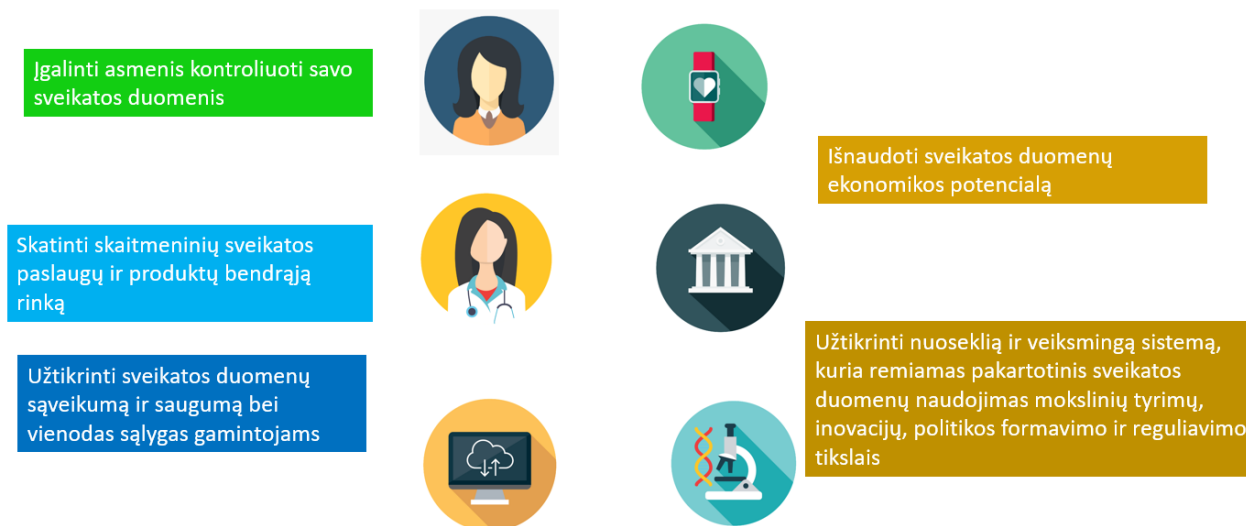 Įgalinti asmenis kontroliuoti savo
sveikatos duomenis
Skatinti skaitmeninių sveikatos
paslaugų ir produktų bendrąją
rinką
Užtikrinti sveikatos duomenų
sąveikumą ir saugumą bei
vienodas sąlygas gamintojams
Išnaudoti sveikatos duomenų
ekonomikos potencialą
Užtikrinti nuoseklią ir veiksmingą sistemą,
kuria remiamas pakartotinis sveikatos
duomenų naudojimas mokslinių tyrimų,
inovacijų, politikos formavimo ir reguliavimo
tikslais